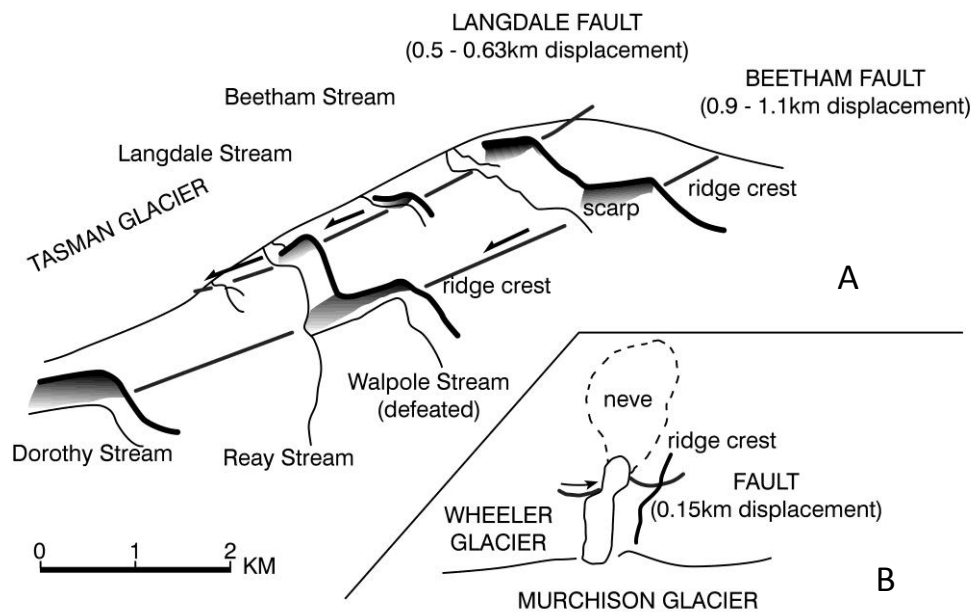 LANGDALE FAULT
(0.5 - 0.63km displacement)
BEETHAM FAULT
(0.9 - 1.1km displacement)
Beetham Stream
Langdale Stream
TASMAN GLACIER
ridge crest
scarp
A
ridge crest
Walpole Stream
(defeated)
Dorothy Stream
Reay Stream
neve
ridge crest
FAULT
(0.15km displacement)
WHEELER
GLACIER
0 1 2
KM
B
MURCHISON GLACIER